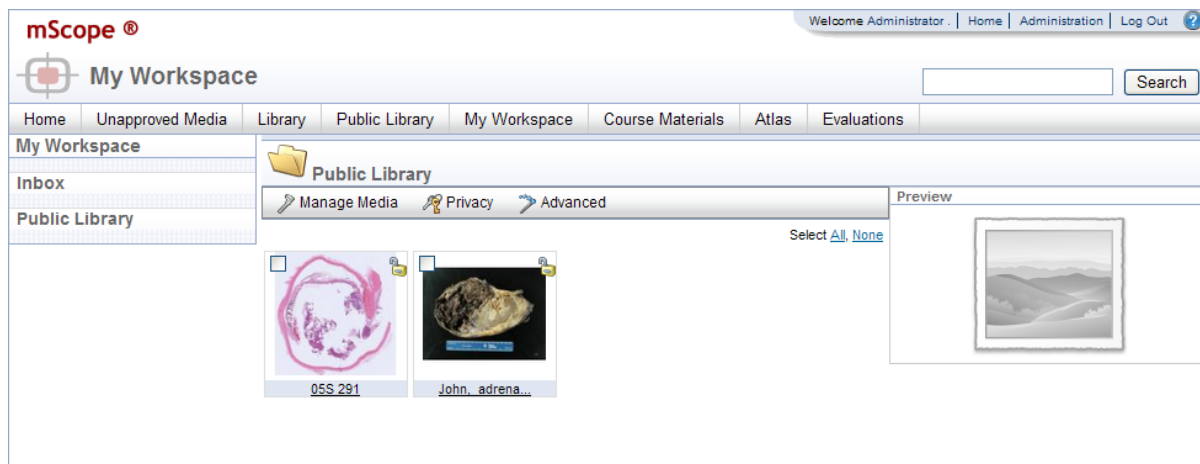 mScope ®
Welcome Administrator . | Home | Administration | Log Out ?
My Workspace
Search
Home Unapproved Media Library Public Library My Workspace Course Materials Atlas Evaluations
My Workspace
Inbox
Public Library
Public Library
Manage Media Privacy Advanced
Preview
Select All, None
05S 291
John, adrena...